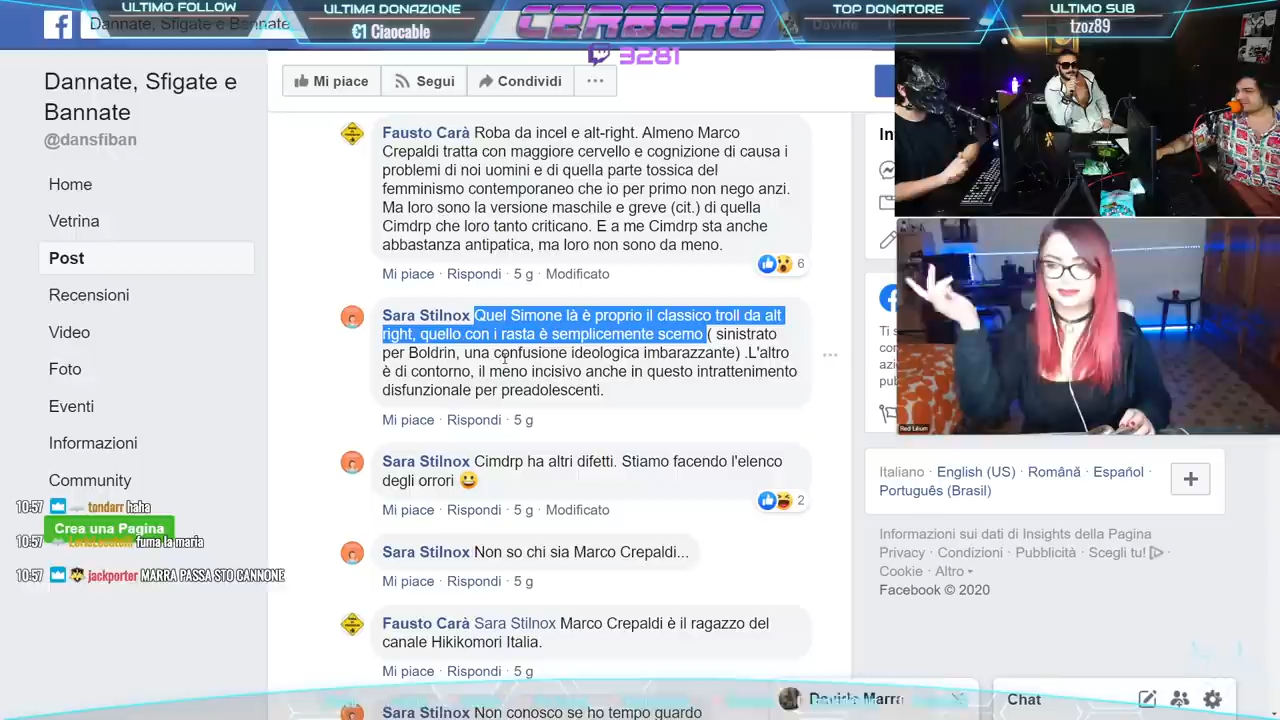 ULTIMO FOLLOW
ULTIMA DONAZIONE
€1 Ciaocable
CERBERO
3281
TOP DONATORE
ULTIMO SUB
tzoz89
Dannate, Sfigate e Bannate
Dannate, Sfigate e
Bannate
@dansfiban
Home
Vetrina
Post
Recensioni
Video
Foto
Eventi
Informazioni
Community
Crea una Pagina
10:57 tondarr haha
10:57 fuma la maria
10:57 jackporter MARRA PASSA STO CANNONE
Mi piace Segui Condividi ...
Fausto Carà Roba da incel e alt-right. Almeno Marco
Crepaldi tratta con maggiore cervello e cognizione di causa i
problemi di noi uomini e di quella parte tossica del
femminismo contemporaneo che io per primo non nego anzi.
Ma loro sono la versione maschile e greve (cit.) di quella
Cimdrp che loro tanto criticano. E a me Cimdrp sta anche
abbastanza antipatica, ma loro non sono da meno.
6
Mi piace · Rispondi · 5 g · Modificato
Sara Stilnox Quel Simone là è proprio il classico troll da alt
right, quello con i rasta è semplicemente scemo ( sinistrato
per Boldrin, una confusione ideologica imbarazzante) .L'altro
è di contorno, il meno incisivo anche in questo intrattenimento
disfunzionale per preadolescenti.
Mi piace · Rispondi · 5 g
Sara Stilnox Cimdrp ha altri difetti. Stiamo facendo l'elenco
degli orrori 😀
2
Mi piace · Rispondi · 5 g · Modificato
Sara Stilnox Non so chi sia Marco Crepaldi...
Mi piace · Rispondi · 5 g
Fausto Carà Sara Stilnox Marco Crepaldi è il ragazzo del
canale Hikikomori Italia.
Mi piace · Rispondi · 5 g
Sara Stilnox Non conosco se ho tempo guardo
In
Ti s
con
azi
pul
Red Lilium
Italiano · English (US) · Română · Español ·
Português (Brasil)
Informazioni sui dati di Insights della Pagina
Privacy · Condizioni · Pubblicità · Scegli tu! ·
Cookie · Altro
Facebook © 2020
Davide Marra
Chat